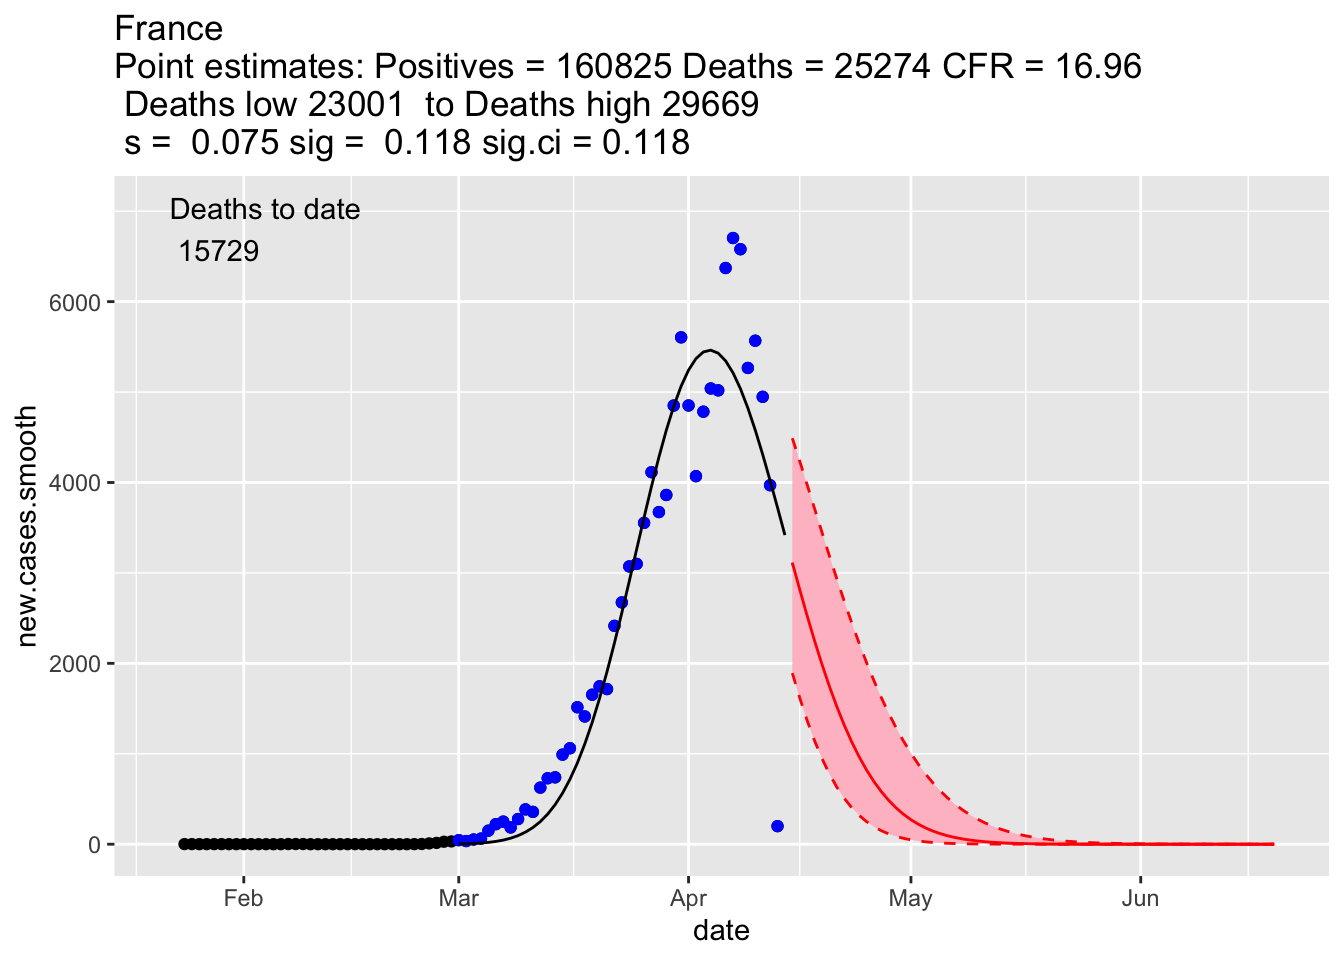 France
Point estimates: Positives = 160825 Deaths = 25274 CFR = 16.96
Deaths low 23001  to Deaths high 29669
s =  0.075 sig =  0.118 sig.ci = 0.118
Deaths to date
15729
6000
4000
2000
0
new.cases.smooth
Feb
Mar
Apr
May
Jun
date